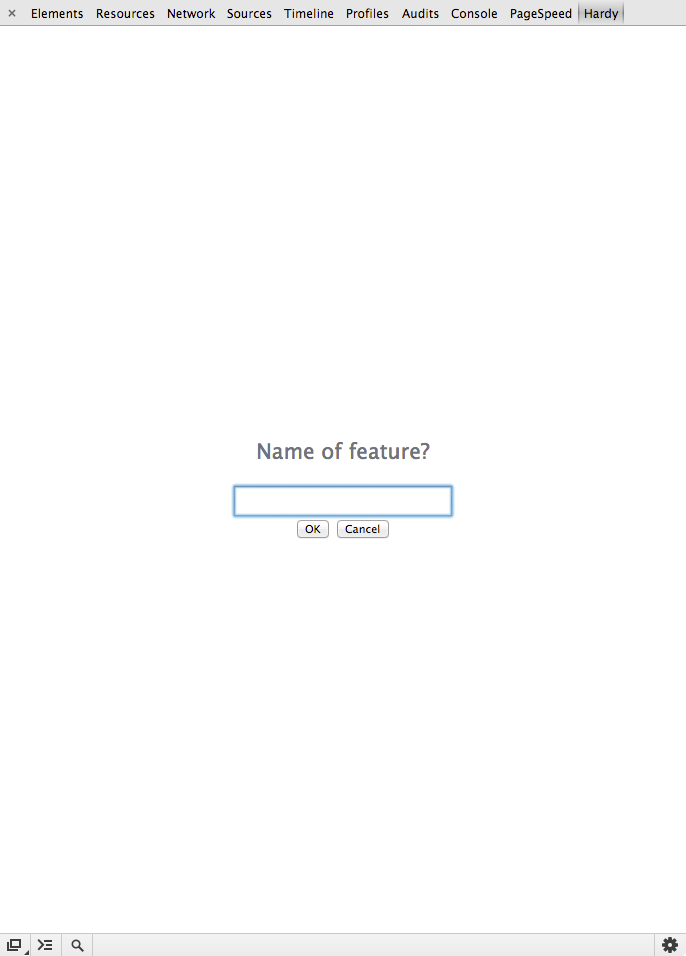 × Elements Resources Network Sources Timeline Profiles Audits Console PageSpeed Hardy
Name of feature?
OK Cancel